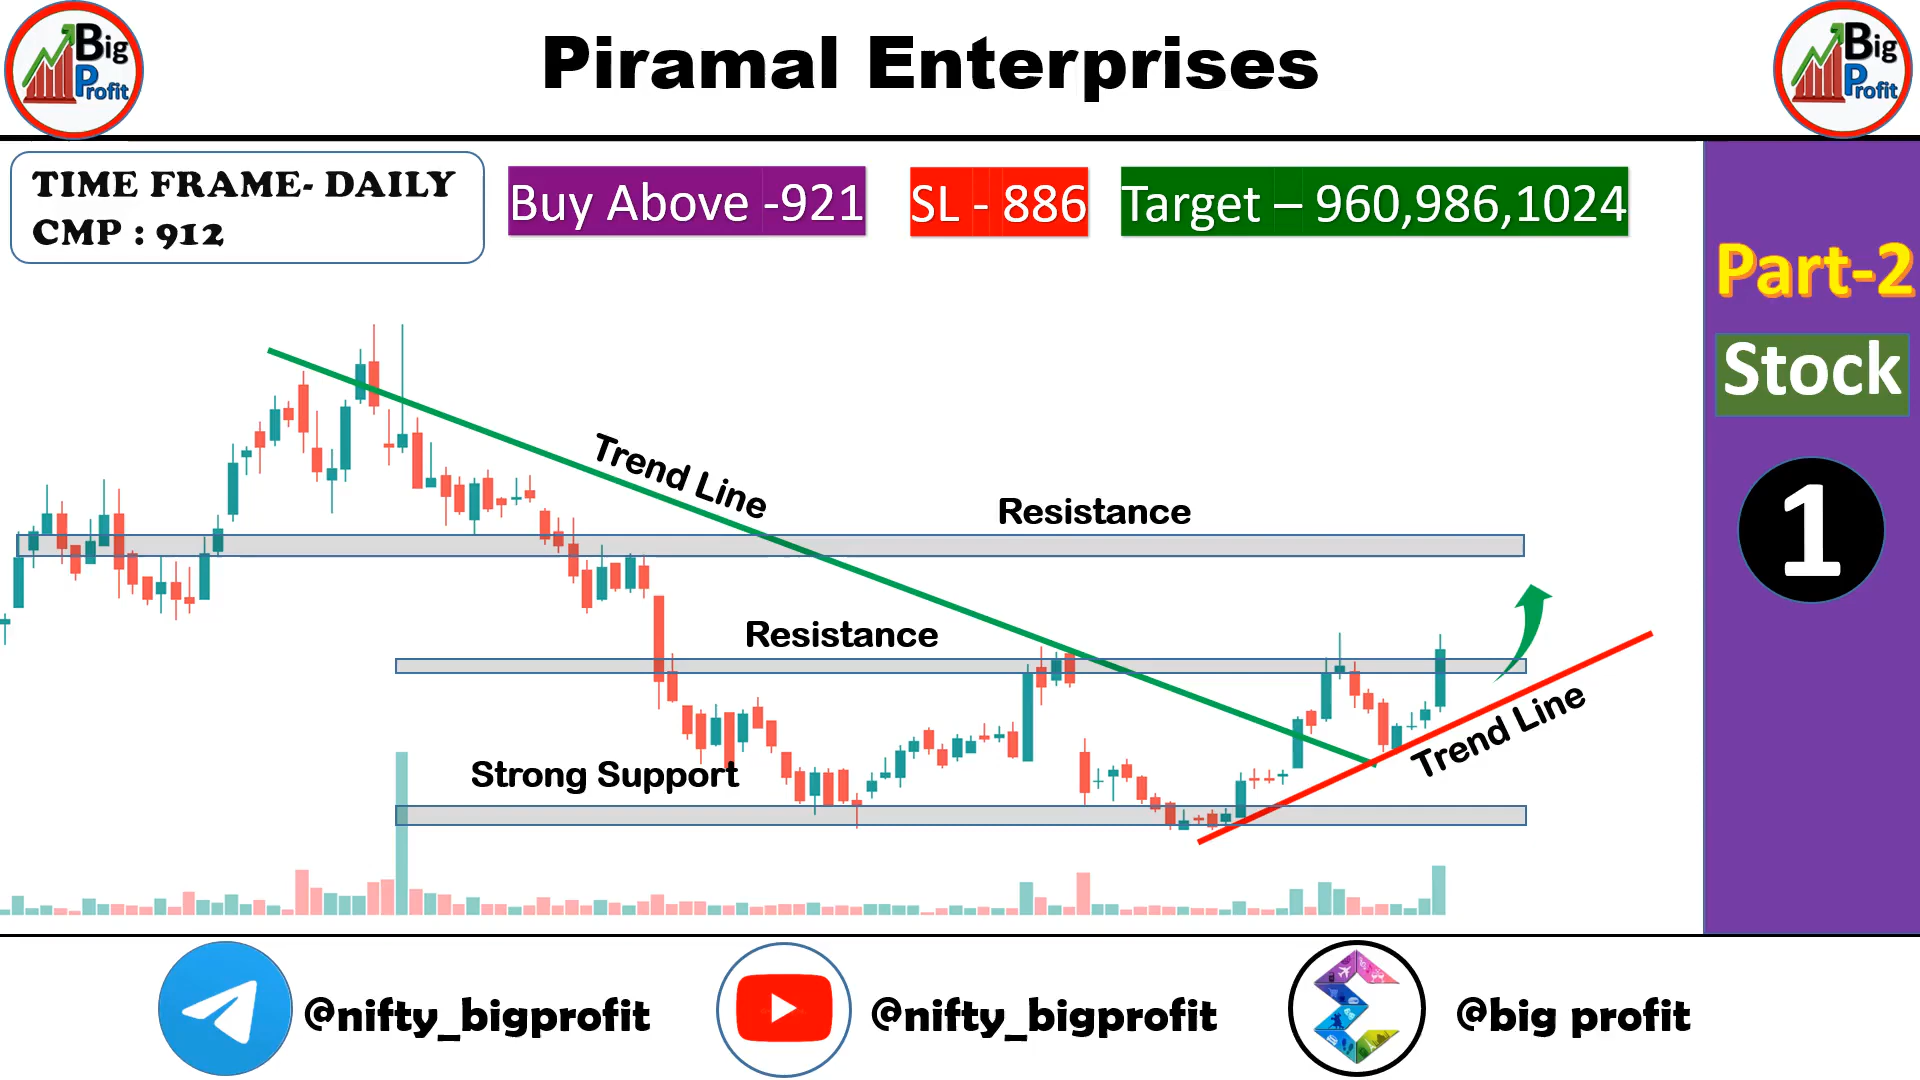 Big
Profit
Piramal Enterprises
Big
Profit
TIME FRAME- DAILY
CMP : 912
Buy Above -921
SL - 886
Target – 960,986,1024
Part-2
Stock
1
Trend Line
Resistance
Resistance
Trend Line
Strong Support
@nifty_bigprofit
@nifty_bigprofit
@big profit